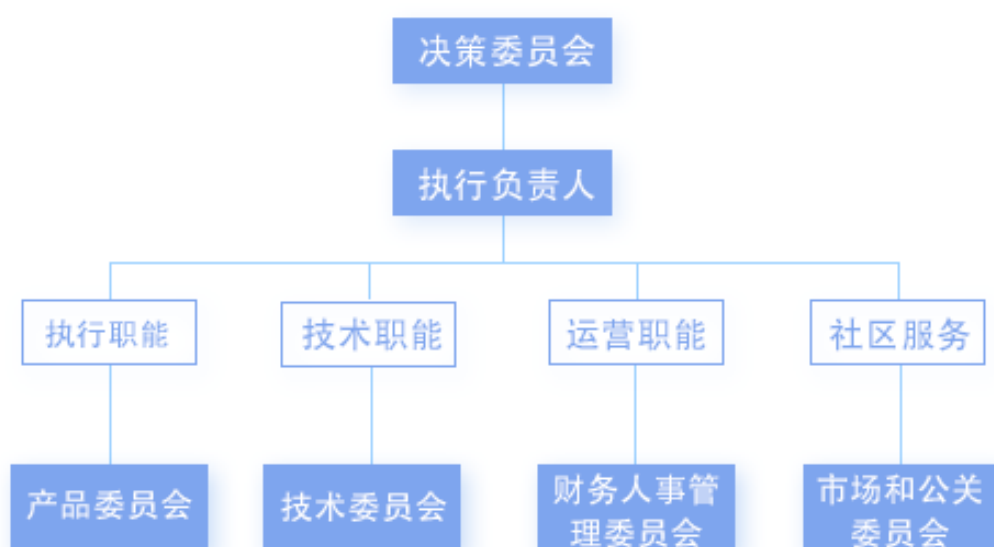 决策委员会
执行负责人
执行职能
技术职能
运营职能
社区服务
产品委员会
技术委员会
财务人事管
理委员会
市场和公关
委员会